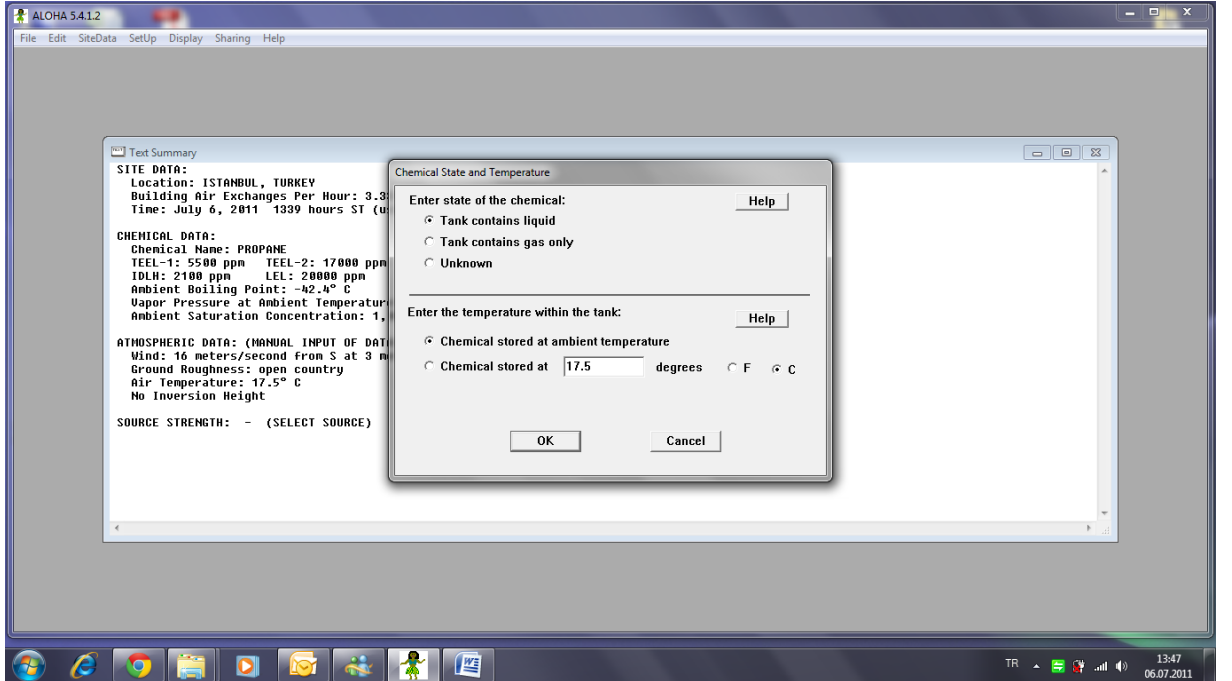 ALOHA 5.4.1.2
File Edit SiteData SetUp Display Sharing Help
Text Summary
SITE DATA:
Location: ISTANBUL, TURKEY
Building Air Exchanges Per Hour: 3.3
Time: July 6, 2011 1339 hours ST (u
CHEMICAL DATA:
Chemical Name: PROPANE
TEEL-1: 5500 ppm TEEL-2: 17000 ppm
IDLH: 2100 ppm LEL: 20000 ppm
Ambient Boiling Point: -42.4° C
Vapor Pressure at Ambient Temperatur
Ambient Saturation Concentration: 1,
ATMOSPHERIC DATA: (MANUAL INPUT OF DAT
Wind: 16 meters/second from S at 3 m
Ground Roughness: open country
Air Temperature: 17.5° C
No Inversion Height
SOURCE STRENGTH: - (SELECT SOURCE)
Chemical State and Temperature
Enter state of the chemical:
Help
Tank contains liquid
Tank contains gas only
Unknown
Enter the temperature within the tank:
Help
Chemical stored at ambient temperature
Chemical stored at 17.5 degrees F C
OK Cancel
TR
13:47
06.07.2011